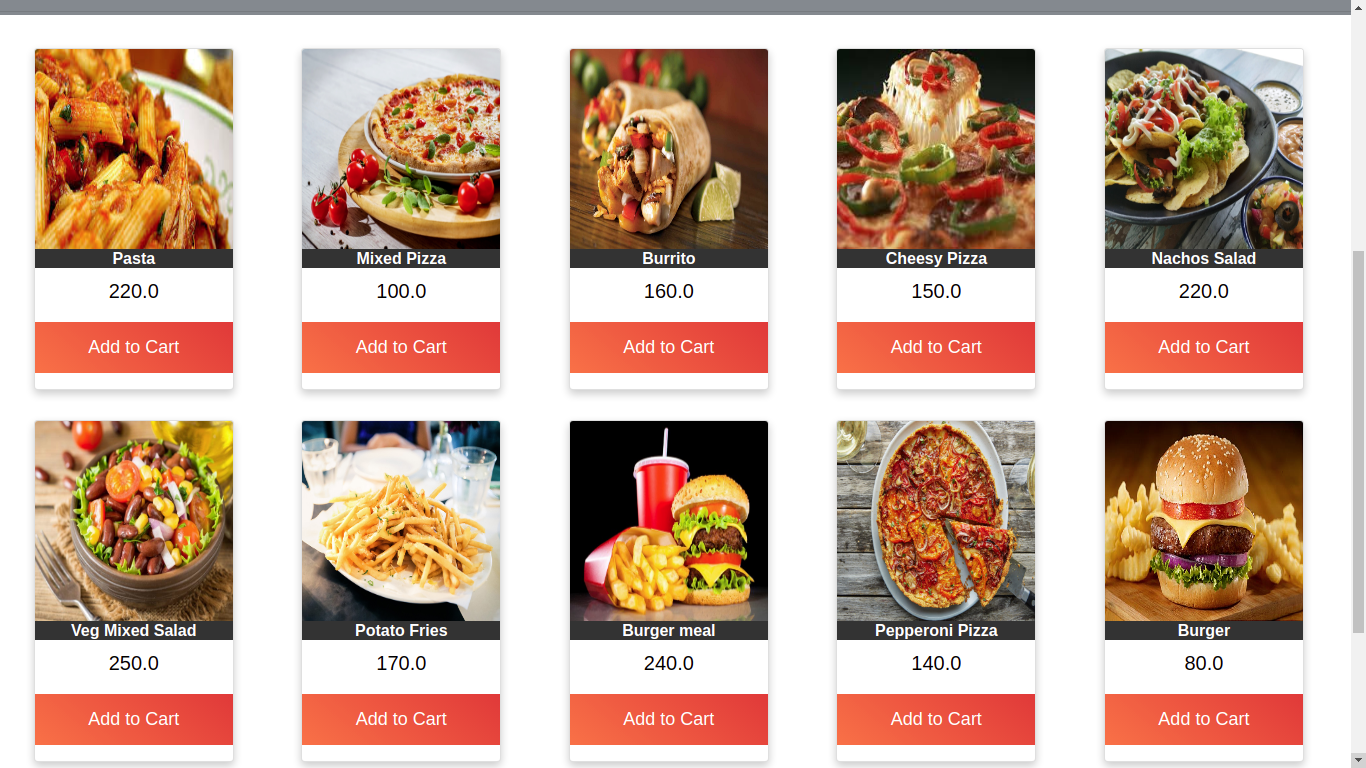 Pasta
220.0
Add to Cart
Mixed Pizza
100.0
Add to Cart
Burrito
160.0
Add to Cart
Cheesy Pizza
150.0
Add to Cart
Nachos Salad
220.0
Add to Cart
Veg Mixed Salad
250.0
Add to Cart
Potato Fries
170.0
Add to Cart
Burger meal
240.0
Add to Cart
Pepperoni Pizza
140.0
Add to Cart
Burger
80.0
Add to Cart